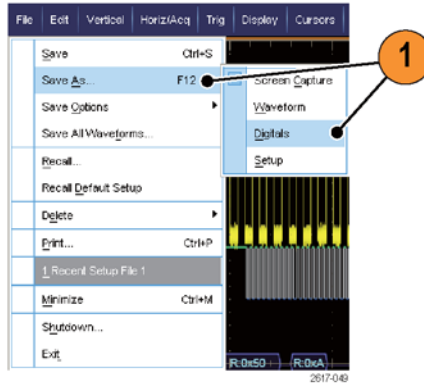 File Edit Vertical Horiz/Acq Trig Display Cursors
Save Ctrl+S
Save As... F12
Save Options
Save All Waveforms...
Recall...
Recall Default Setup
Delete
Print... Ctrl+P
1 Recent Setup File 1
Minimize Ctrl+M
Shutdown...
Exit
Screen Capture
Waveform
Digitals
Setup
1
R:0x50 R:0xA
2617-049